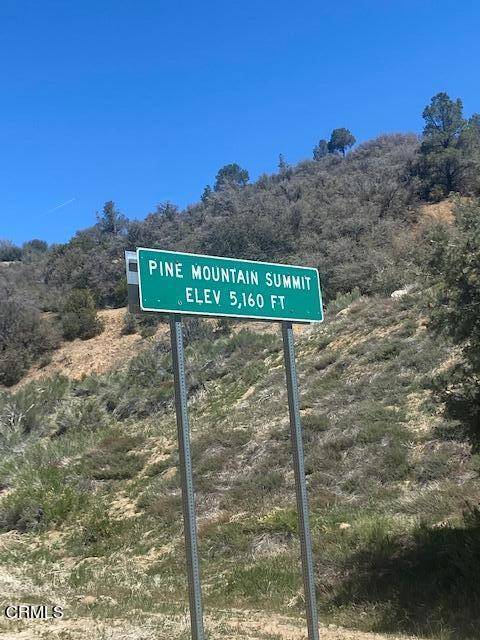 PINE MOUNTAIN SUMMIT
ELEV 5,160 FT
CRMLS